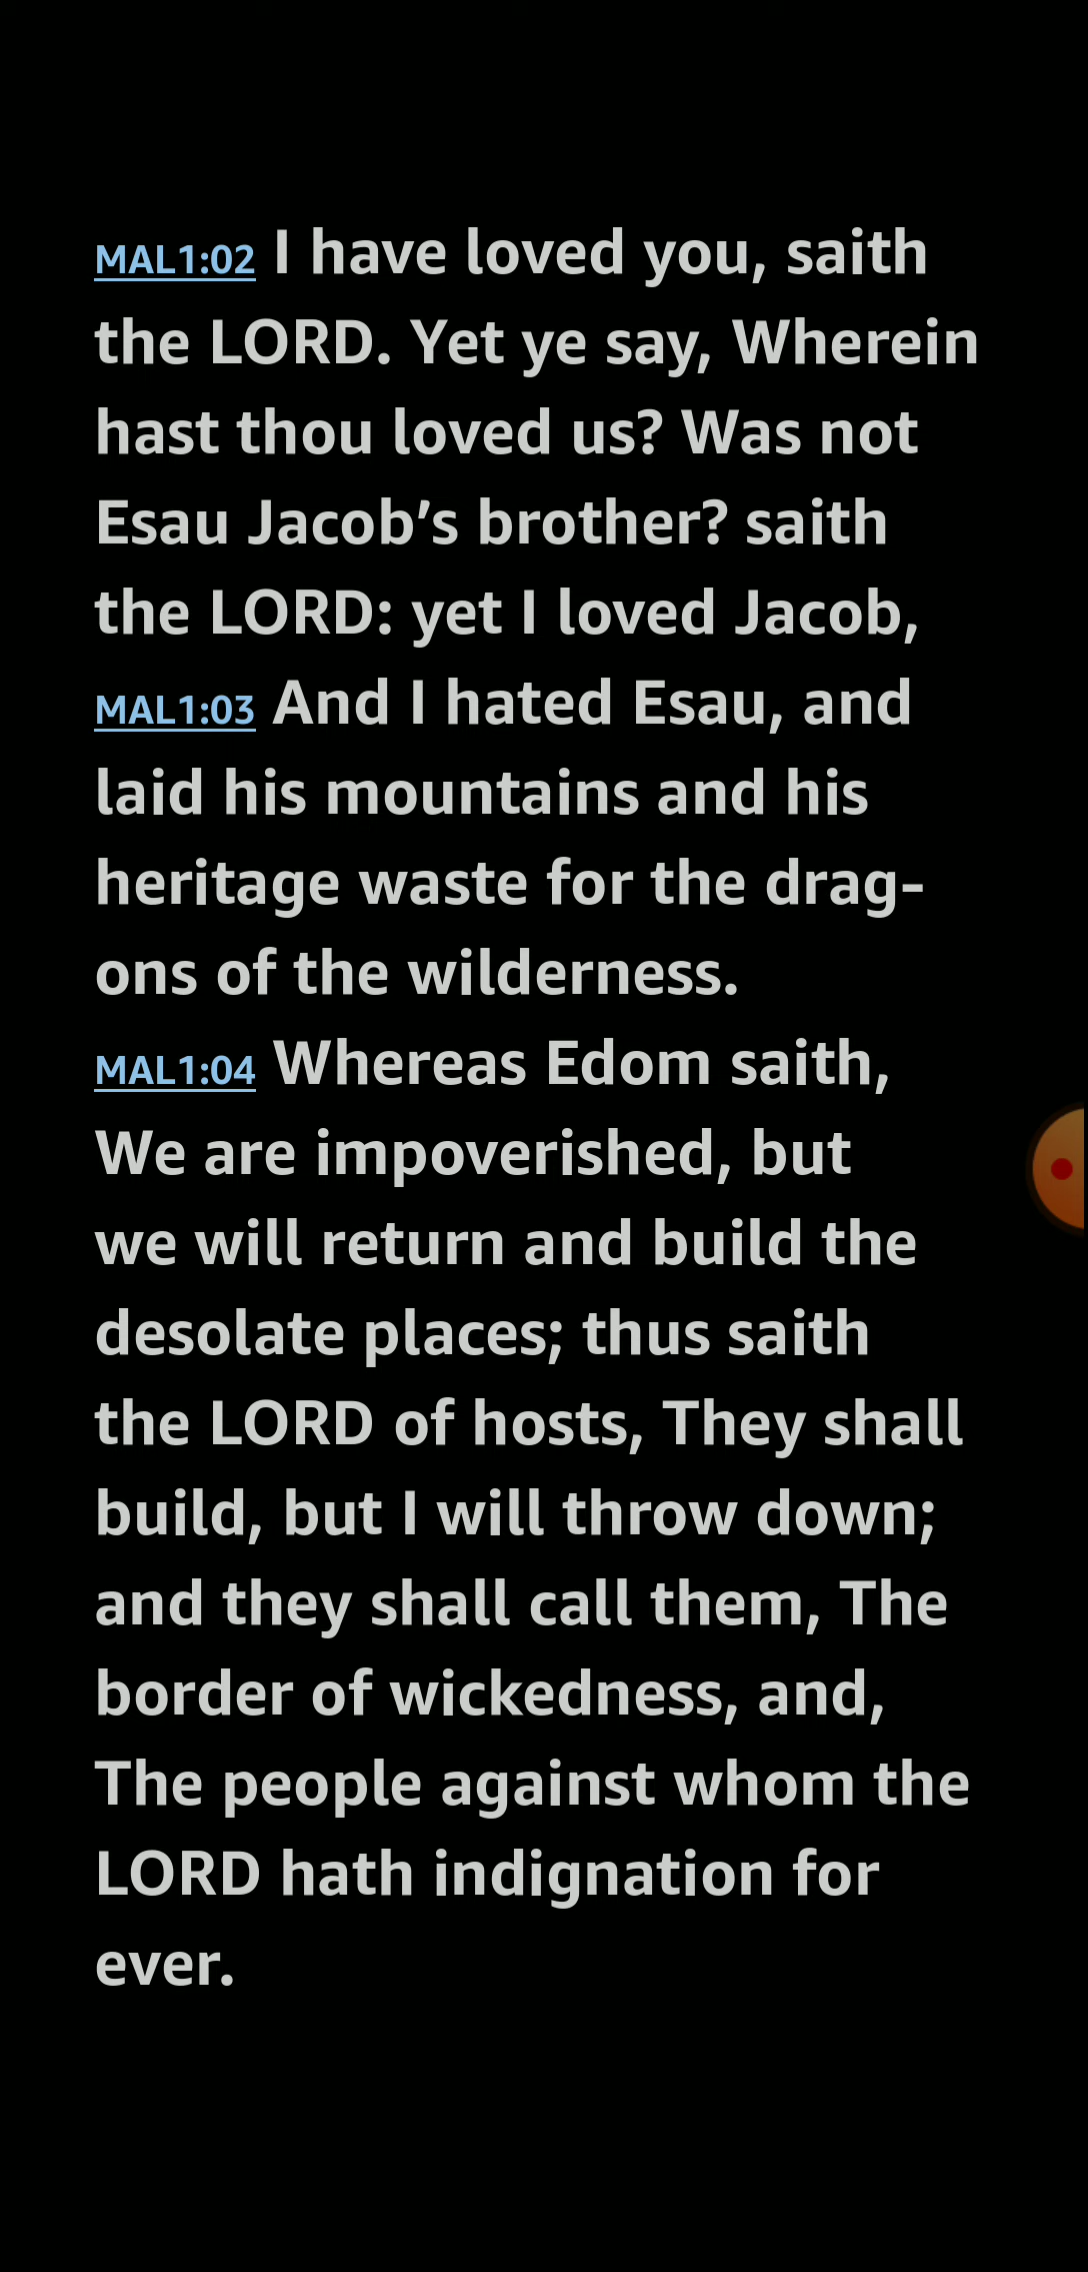 MAL1:02 I have loved you, saith
the LORD. Yet ye say, Wherein
hast thou loved us? Was not
Esau Jacob’s brother? saith
the LORD: yet I loved Jacob,
MAL1:03 And I hated Esau, and
laid his mountains and his
heritage waste for the drag-
ons of the wilderness.
MAL1:04 Whereas Edom saith,
We are impoverished, but
we will return and build the
desolate places; thus saith
the LORD of hosts, They shall
build, but I will throw down;
and they shall call them, The
border of wickedness, and,
The people against whom the
LORD hath indignation for
ever.